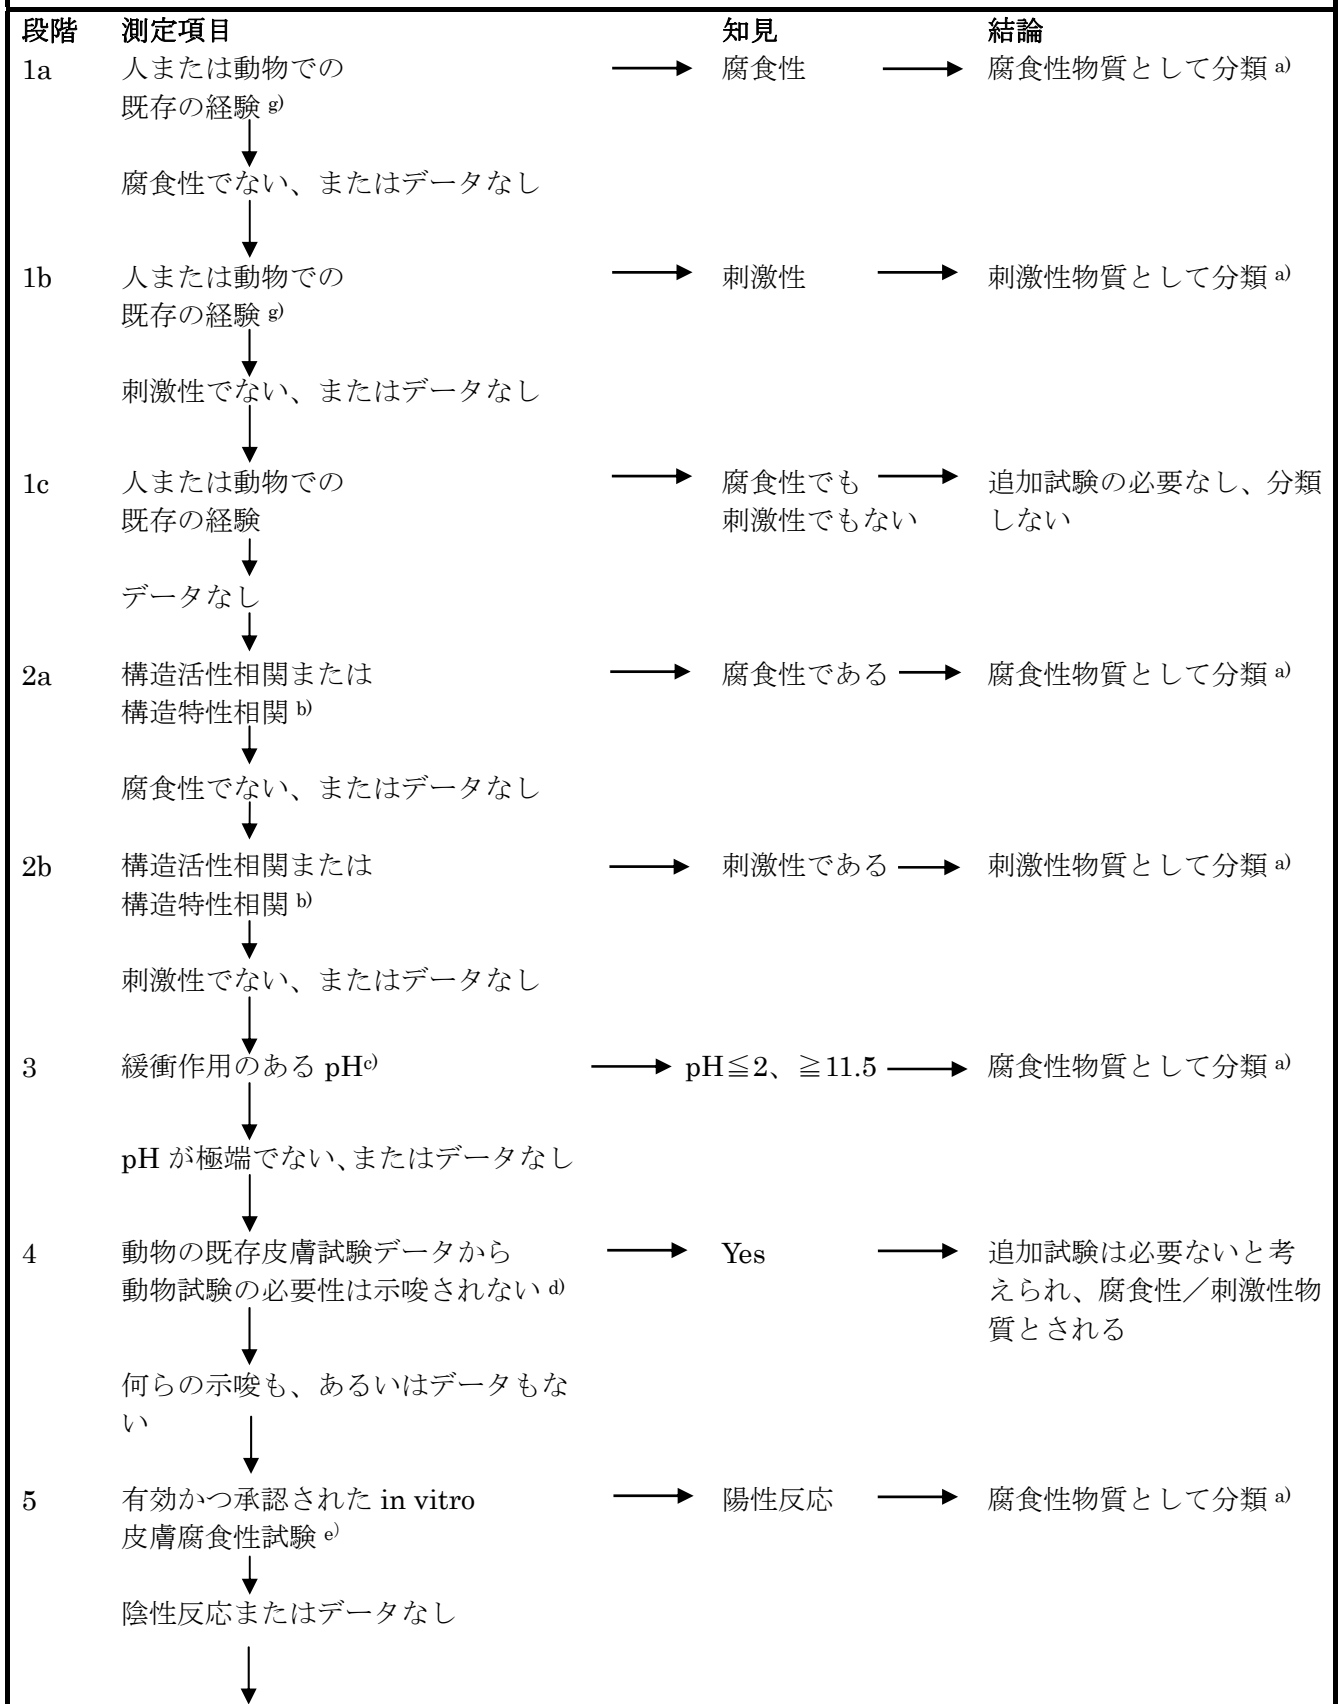 段階 測定項目 知見 結論
1a 人または動物での 腐食性 腐食性物質として分類 a)
既存の経験 g)
腐食性でない、またはデータなし
1b 人または動物での 刺激性 刺激性物質として分類 a)
既存の経験 g)
刺激性でない、またはデータなし
1c 人または動物での 腐食性でも 追加試験の必要なし、分類
既存の経験 刺激性でもない しない
データなし
2a 構造活性相関または 腐食性である 腐食性物質として分類 a)
構造特性相関 b)
腐食性でない、またはデータなし
2b 構造活性相関または 刺激性である 刺激性物質として分類 a)
構造特性相関 b)
刺激性でない、またはデータなし
3 緩衝作用のある pH c) pH≦2、≧11.5 腐食性物質として分類 a)
pH が極端でない、またはデータなし
4 動物の既存皮膚試験データから Yes 追加試験は必要ないと考
動物試験の必要性は示唆されない d) えられ、腐食性／刺激性物
質とされる
何らの示唆も、あるいはデータもな
い
5 有効かつ承認された in vitro 陽性反応 腐食性物質として分類 a)
皮膚腐食性試験 e)
陰性反応またはデータなし